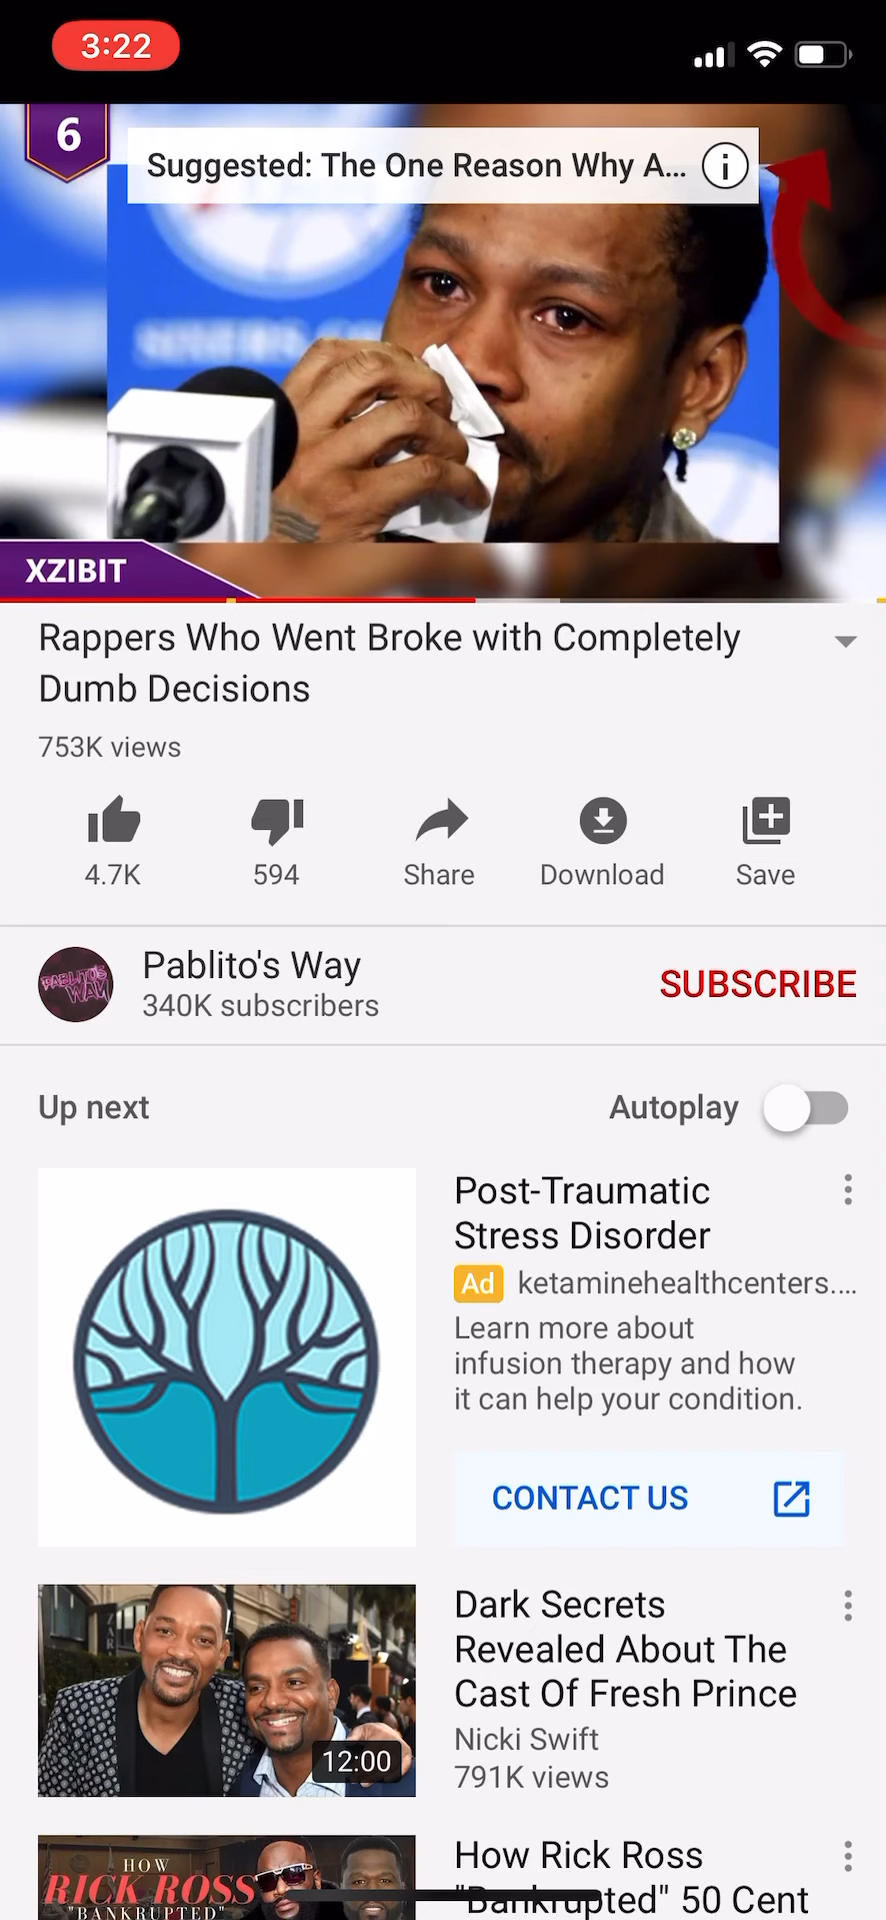 3:22
6
Suggested: The One Reason Why A...
XZIBIT
Rappers Who Went Broke with Completely
Dumb Decisions
753K views
4.7K
594
Share
Download
Save
PABLITO'S
WAY
Pablito's Way
340K subscribers
SUBSCRIBE
Up next
Autoplay
Post-Traumatic
Stress Disorder
Ad ketaminehealthcenters....
Learn more about
infusion therapy and how
it can help your condition.
CONTACT US
12:00
Dark Secrets
Revealed About The
Cast Of Fresh Prince
Nicki Swift
791K views
HOW
RICK ROSS
"BANKRUPTED"
How Rick Ross
"Bankrupted" 50 Cent